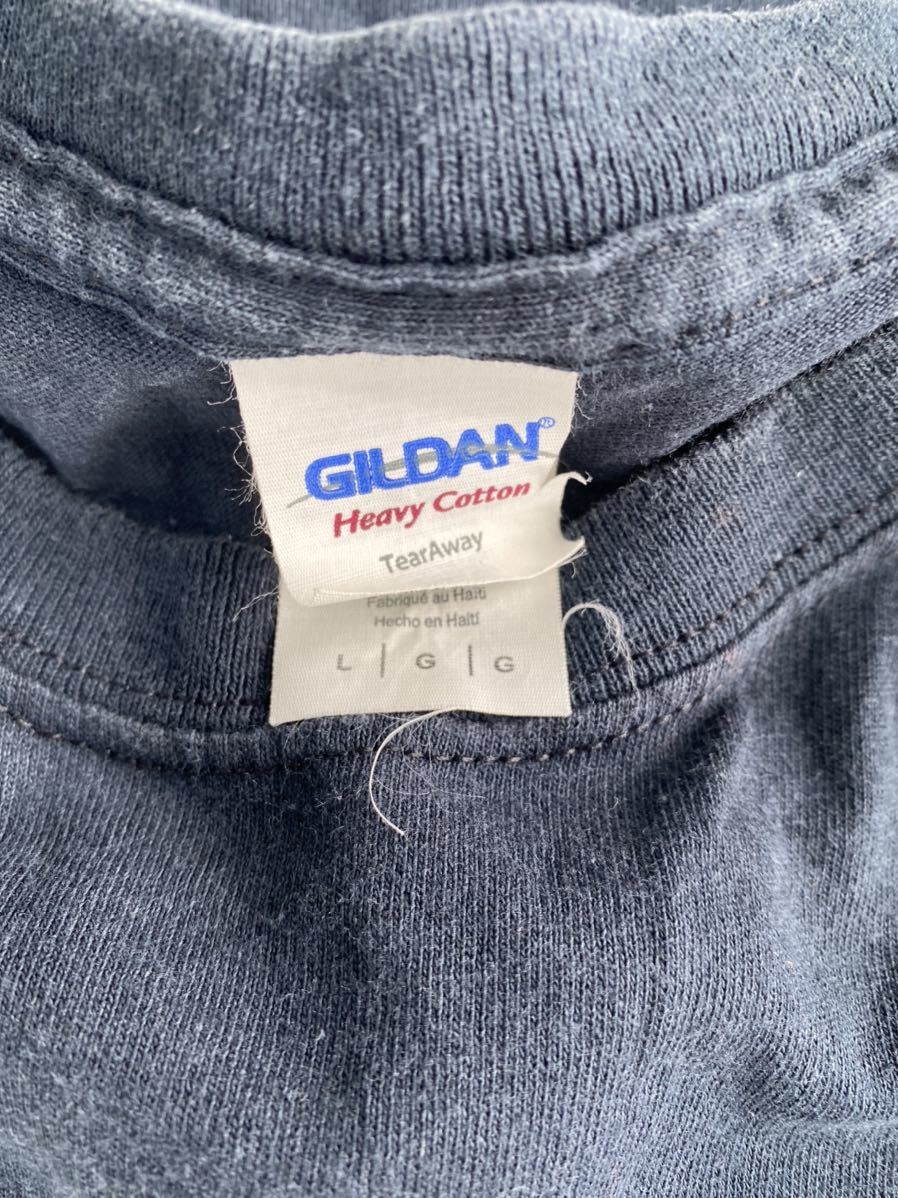 GILDAN®
Heavy Cotton
TearAway
Fabriqué au Haïti
Hecho en Haití
L | G | G